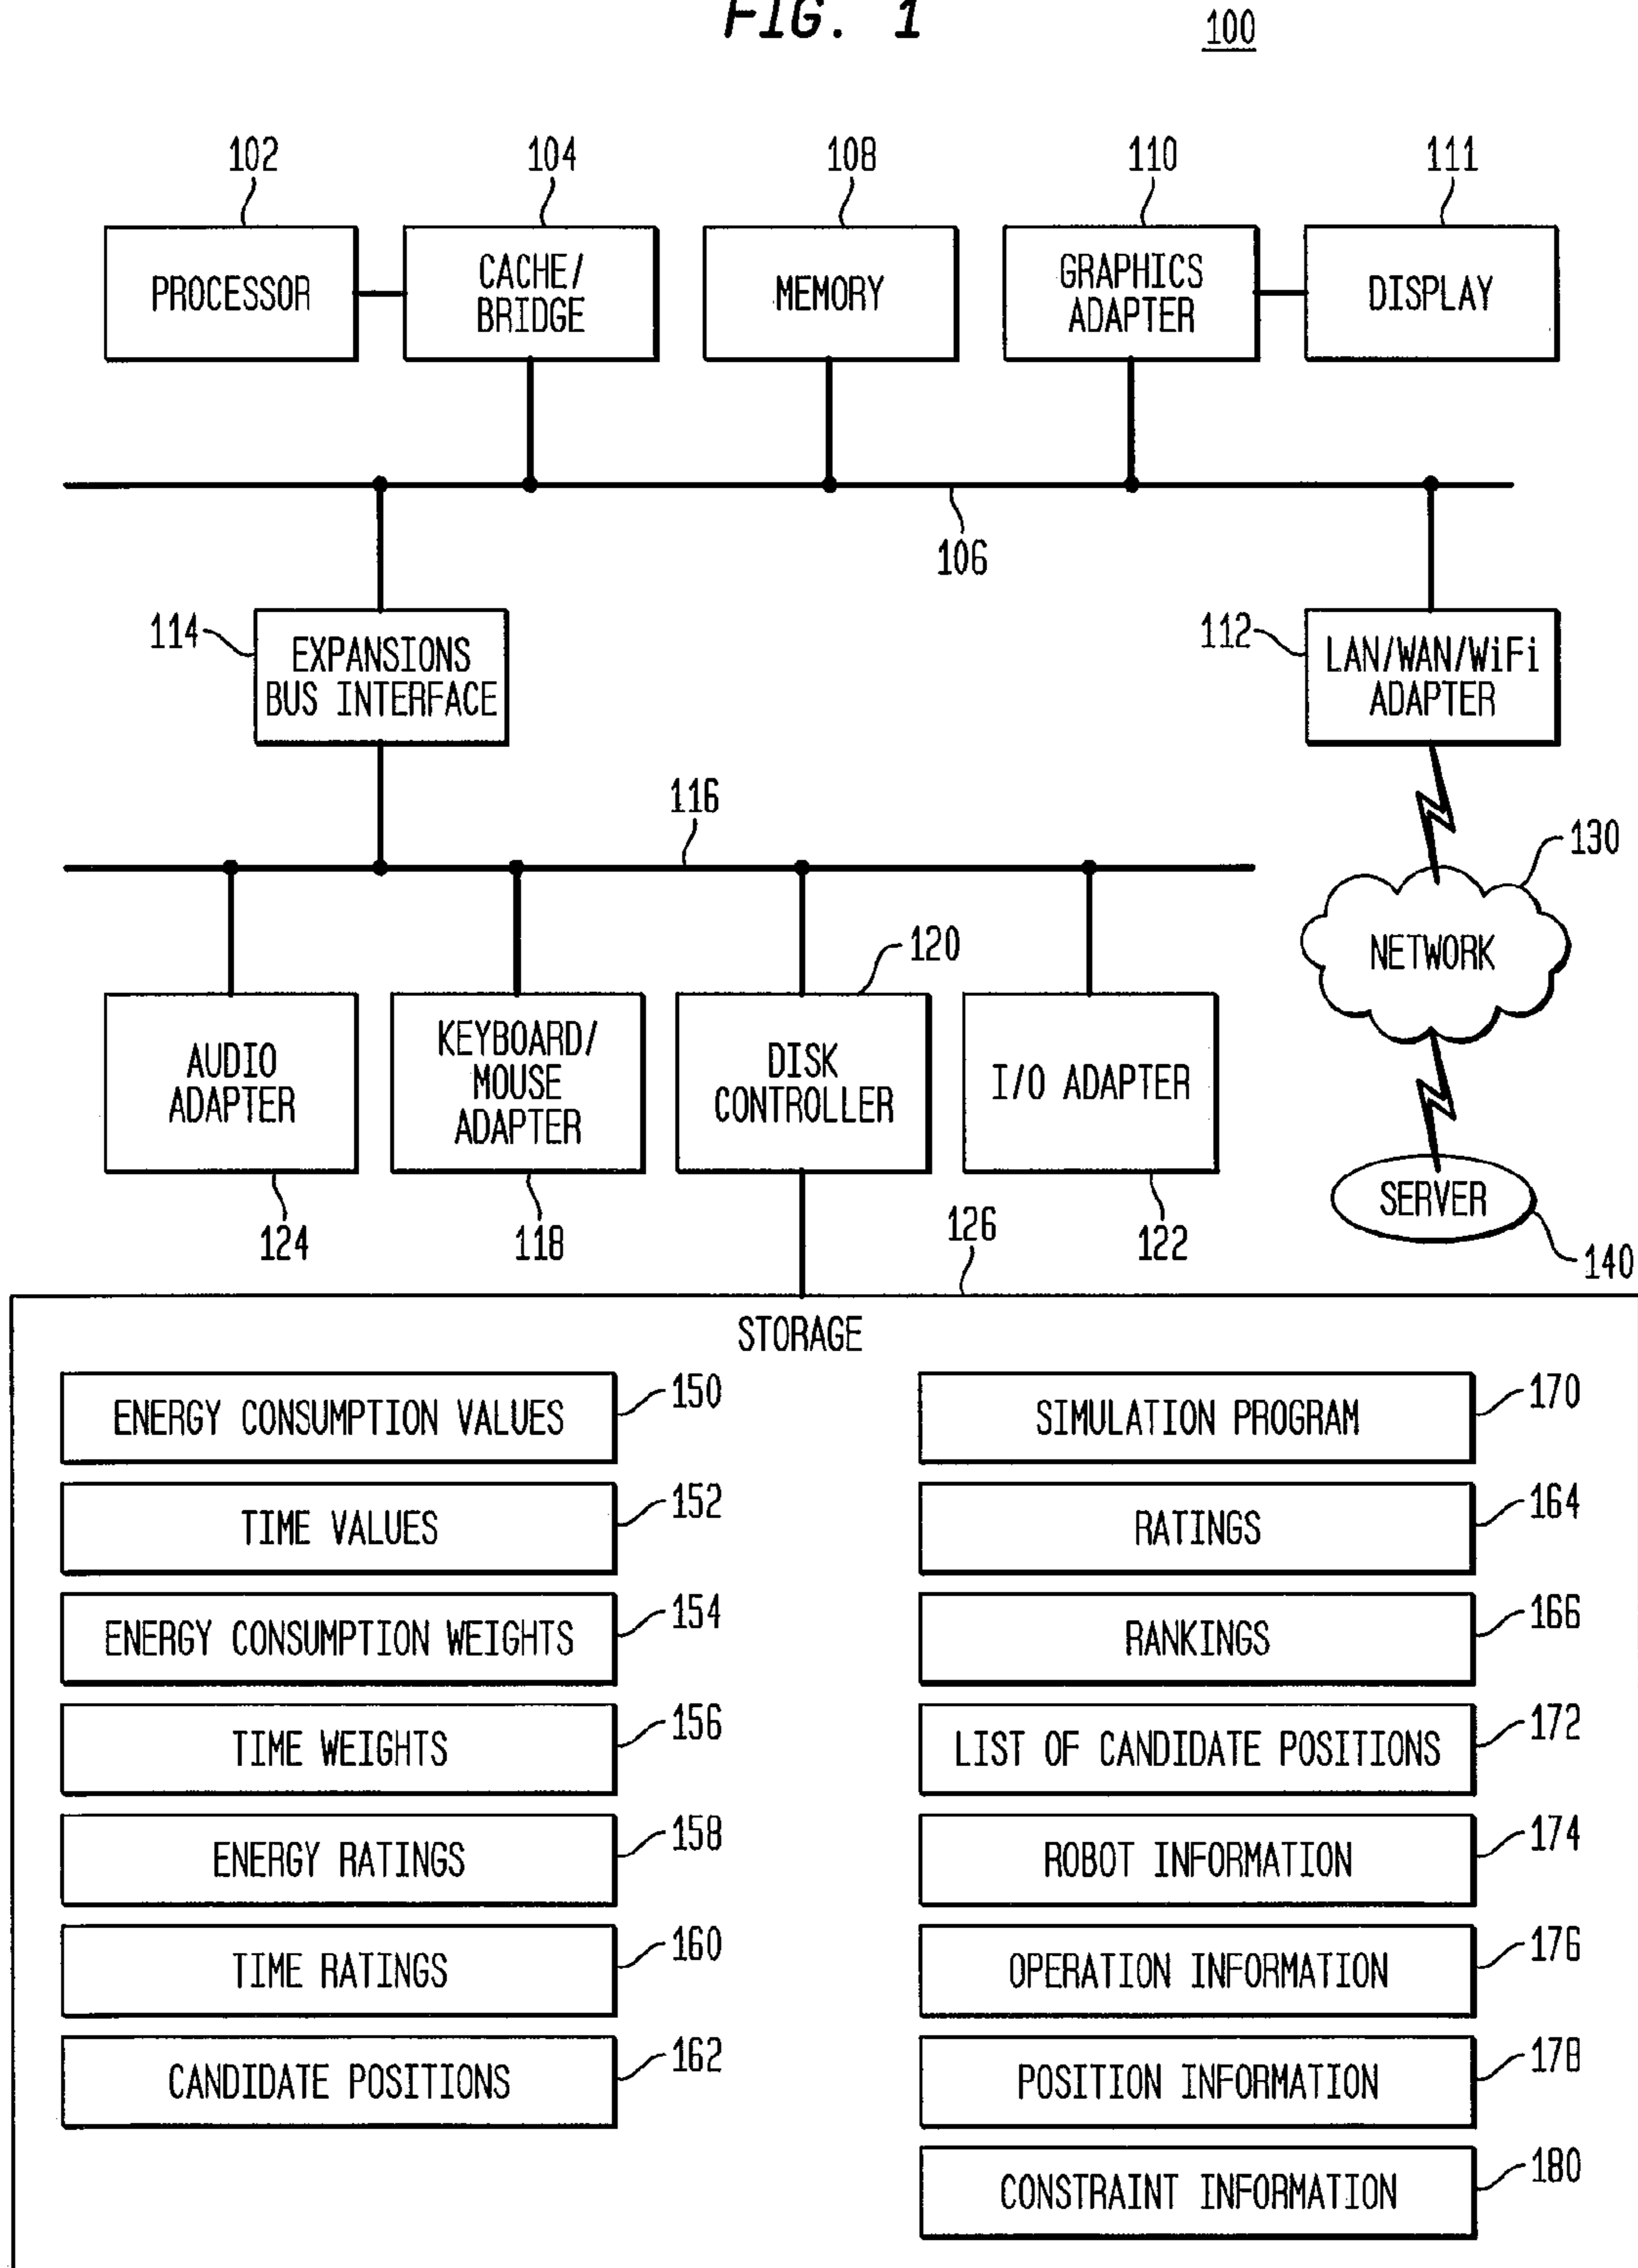 FIG. 1
100
102
104
108
110
111
PROCESSOR
CACHE/
BRIDGE
MEMORY
GRAPHICS
ADAPTER
DISPLAY
106
114
EXPANSIONS
BUS INTERFACE
112
LAN/WAN/WiFi
ADAPTER
116
130
NETWORK
120
AUDIO
ADAPTER
KEYBOARD/
MOUSE
ADAPTER
DISK
CONTROLLER
I/O ADAPTER
SERVER
124
118
126
122
140
STORAGE
ENERGY CONSUMPTION VALUES
150
TIME VALUES
152
ENERGY CONSUMPTION WEIGHTS
154
TIME WEIGHTS
156
ENERGY RATINGS
158
TIME RATINGS
160
CANDIDATE POSITIONS
162
SIMULATION PROGRAM
170
RATINGS
164
RANKINGS
166
LIST OF CANDIDATE POSITIONS
172
ROBOT INFORMATION
174
OPERATION INFORMATION
176
POSITION INFORMATION
178
CONSTRAINT INFORMATION
180